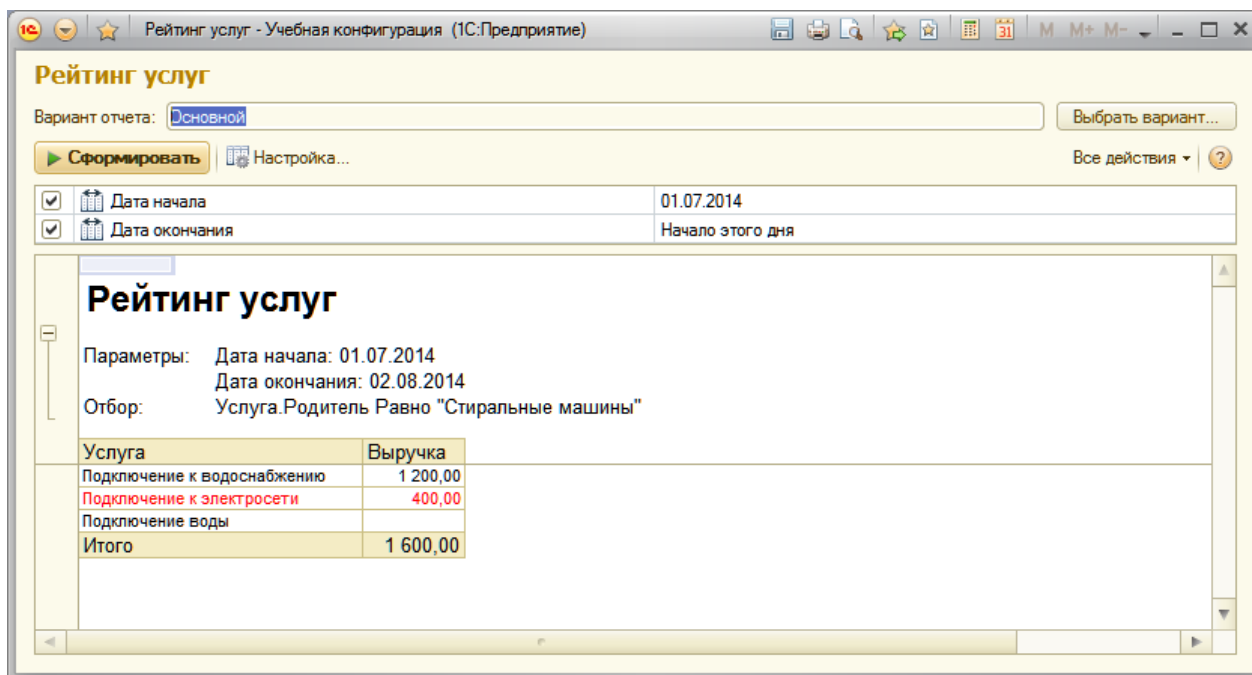 Рейтинг услуг - Учебная конфигурация (1С:Предприятие)
31 M M+ M-
Рейтинг услуг
Вариант отчета: Основной Выбрать вариант...
Сформировать Настройка... Все действия ?
Дата начала 01.07.2014
Дата окончания Начало этого дня
Рейтинг услуг
Параметры: Дата начала: 01.07.2014
Дата окончания: 02.08.2014
Отбор: Услуга.Родитель Равно "Стиральные машины"
Услуга Выручка
Подключение к водоснабжению 1 200,00
Подключение к электросети 400,00
Подключение воды
Итого 1 600,00